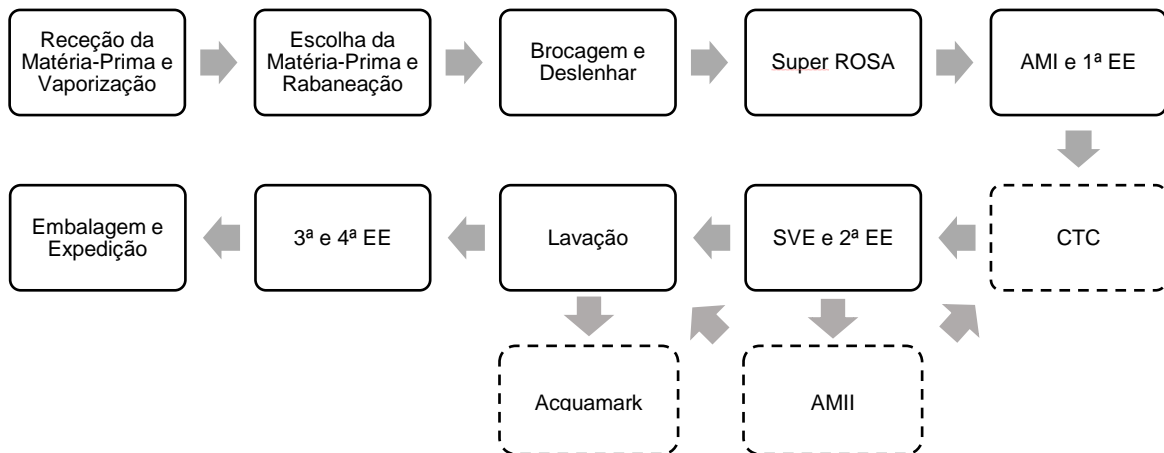 Receção da
Matéria-Prima e
Vaporização
Escolha da
Matéria-Prima e
Rabaneação
Brocagem e
Deslenhar
Super ROSA
AMI e 1ª EE
Embalagem e
Expedição
3ª e 4ª EE
Lavação
SVE e 2ª EE
CTC
Acquamark
AMII